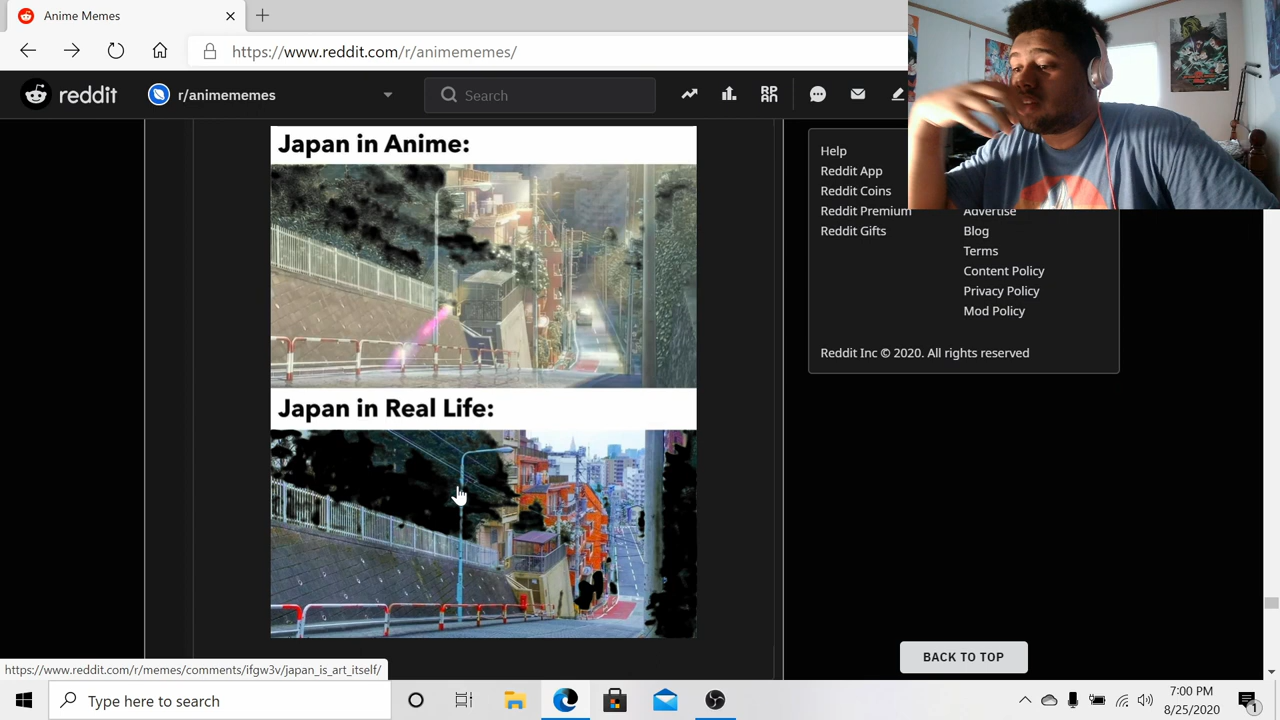 Anime Memes
https://www.reddit.com/r/animememes/
reddit
r/animememes
Search
RPAN
Japan in Anime:
Japan in Real Life:
Help
Reddit App
Reddit Coins
Reddit Premium
Reddit Gifts
Advertise
Blog
Terms
Content Policy
Privacy Policy
Mod Policy
Reddit Inc © 2020. All rights reserved
BACK TO TOP
https://www.reddit.com/r/memes/comments/ifgw3v/japan_is_art_itself/
Type here to search
7:00 PM
8/25/2020
1